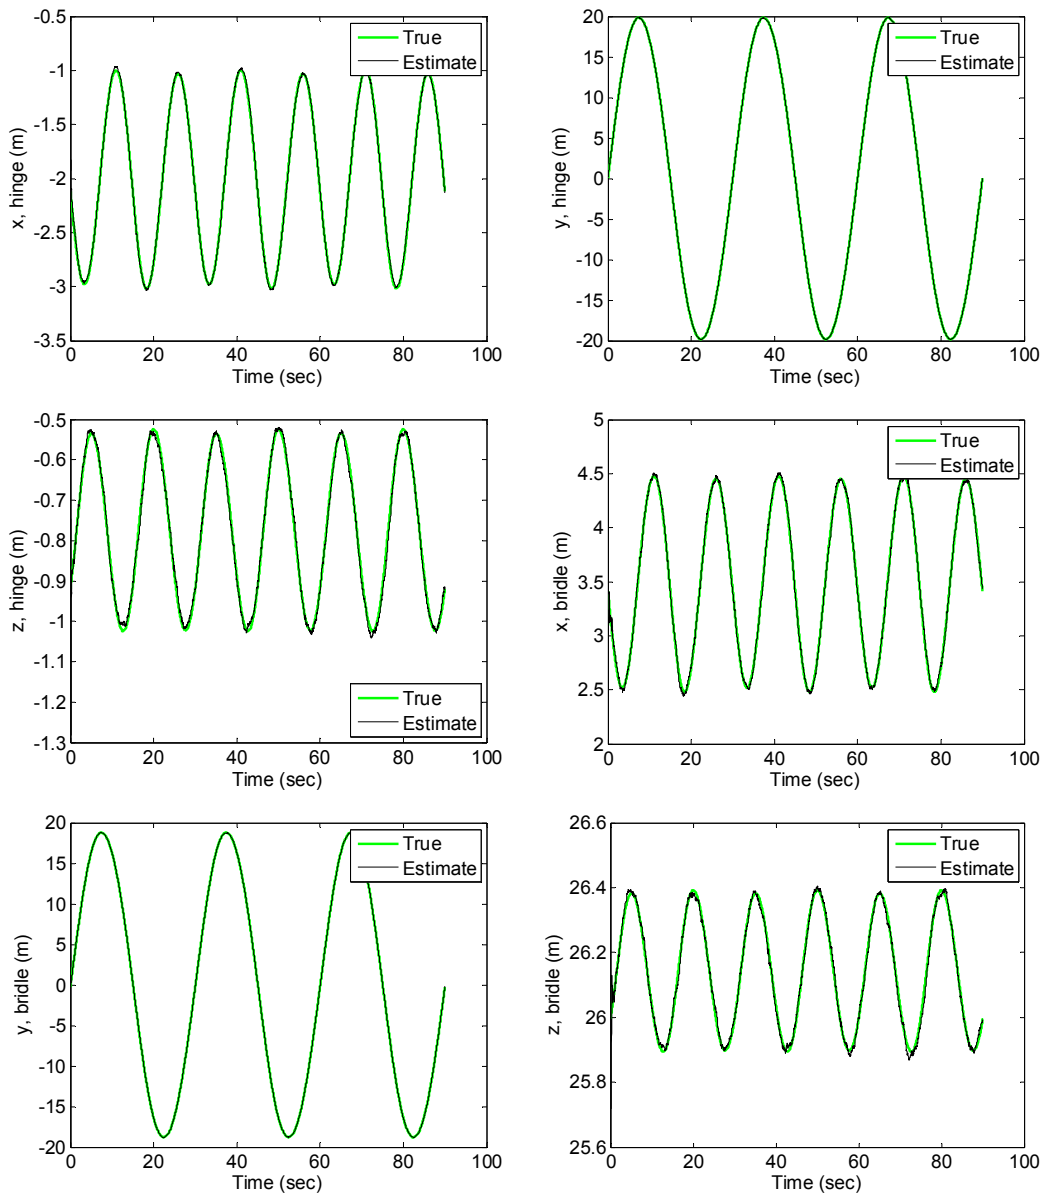 -0.5
-1
-1.5
-2
-2.5
-3
-3.5
x, hinge (m)
0 20 40 60 80 100
Time (sec)
True
Estimate
20
15
10
5
0
-5
-10
-15
-20
y, hinge (m)
0 20 40 60 80 100
Time (sec)
True
Estimate
-0.5
-0.6
-0.7
-0.8
-0.9
-1
-1.1
-1.2
-1.3
z, hinge (m)
0 20 40 60 80 100
Time (sec)
True
Estimate
5
4.5
4
3.5
3
2.5
2
x, bridle (m)
0 20 40 60 80 100
Time (sec)
True
Estimate
20
15
10
5
0
-5
-10
-15
-20
y, bridle (m)
0 20 40 60 80 100
Time (sec)
True
Estimate
26.6
26.4
26.2
26
25.8
25.6
z, bridle (m)
0 20 40 60 80 100
Time (sec)
True
Estimate